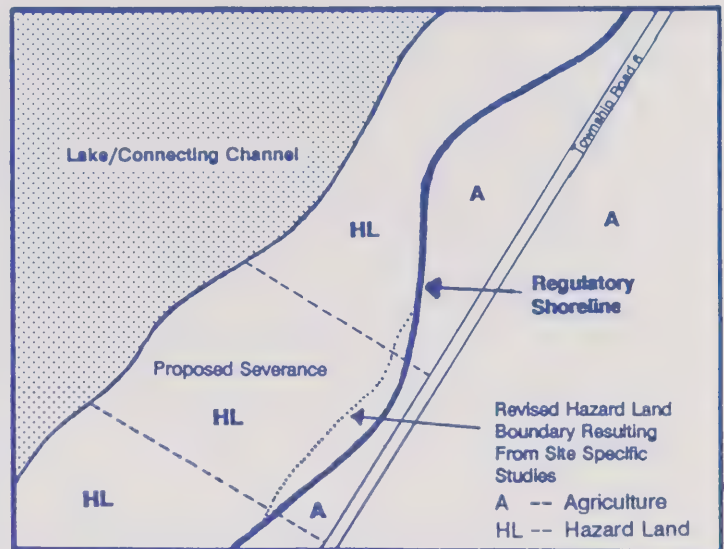 Lake/Connecting Channel
Township Road 6
A
HL
A
Regulatory
Shoreline
Proposed Severance
HL
Revised Hazard Land
Boundary Resulting
From Site Specific
Studies
HL
A
A -- Agriculture
HL -- Hazard Land